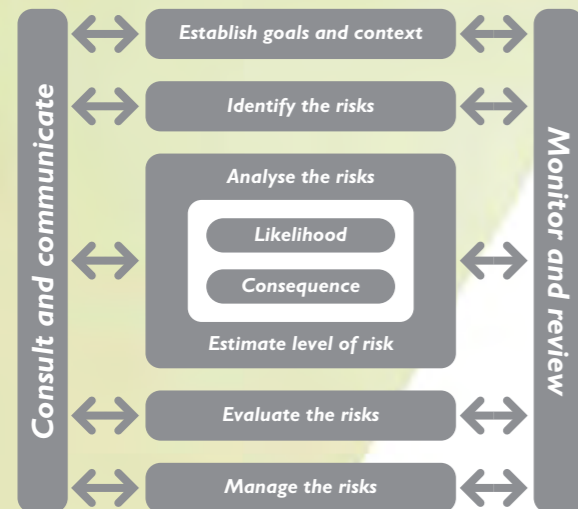 Consult and communicate
Establish goals and context
Identify the risks
Analyse the risks
Likelihood
Consequence
Estimate level of risk
Evaluate the risks
Manage the risks
Monitor and review